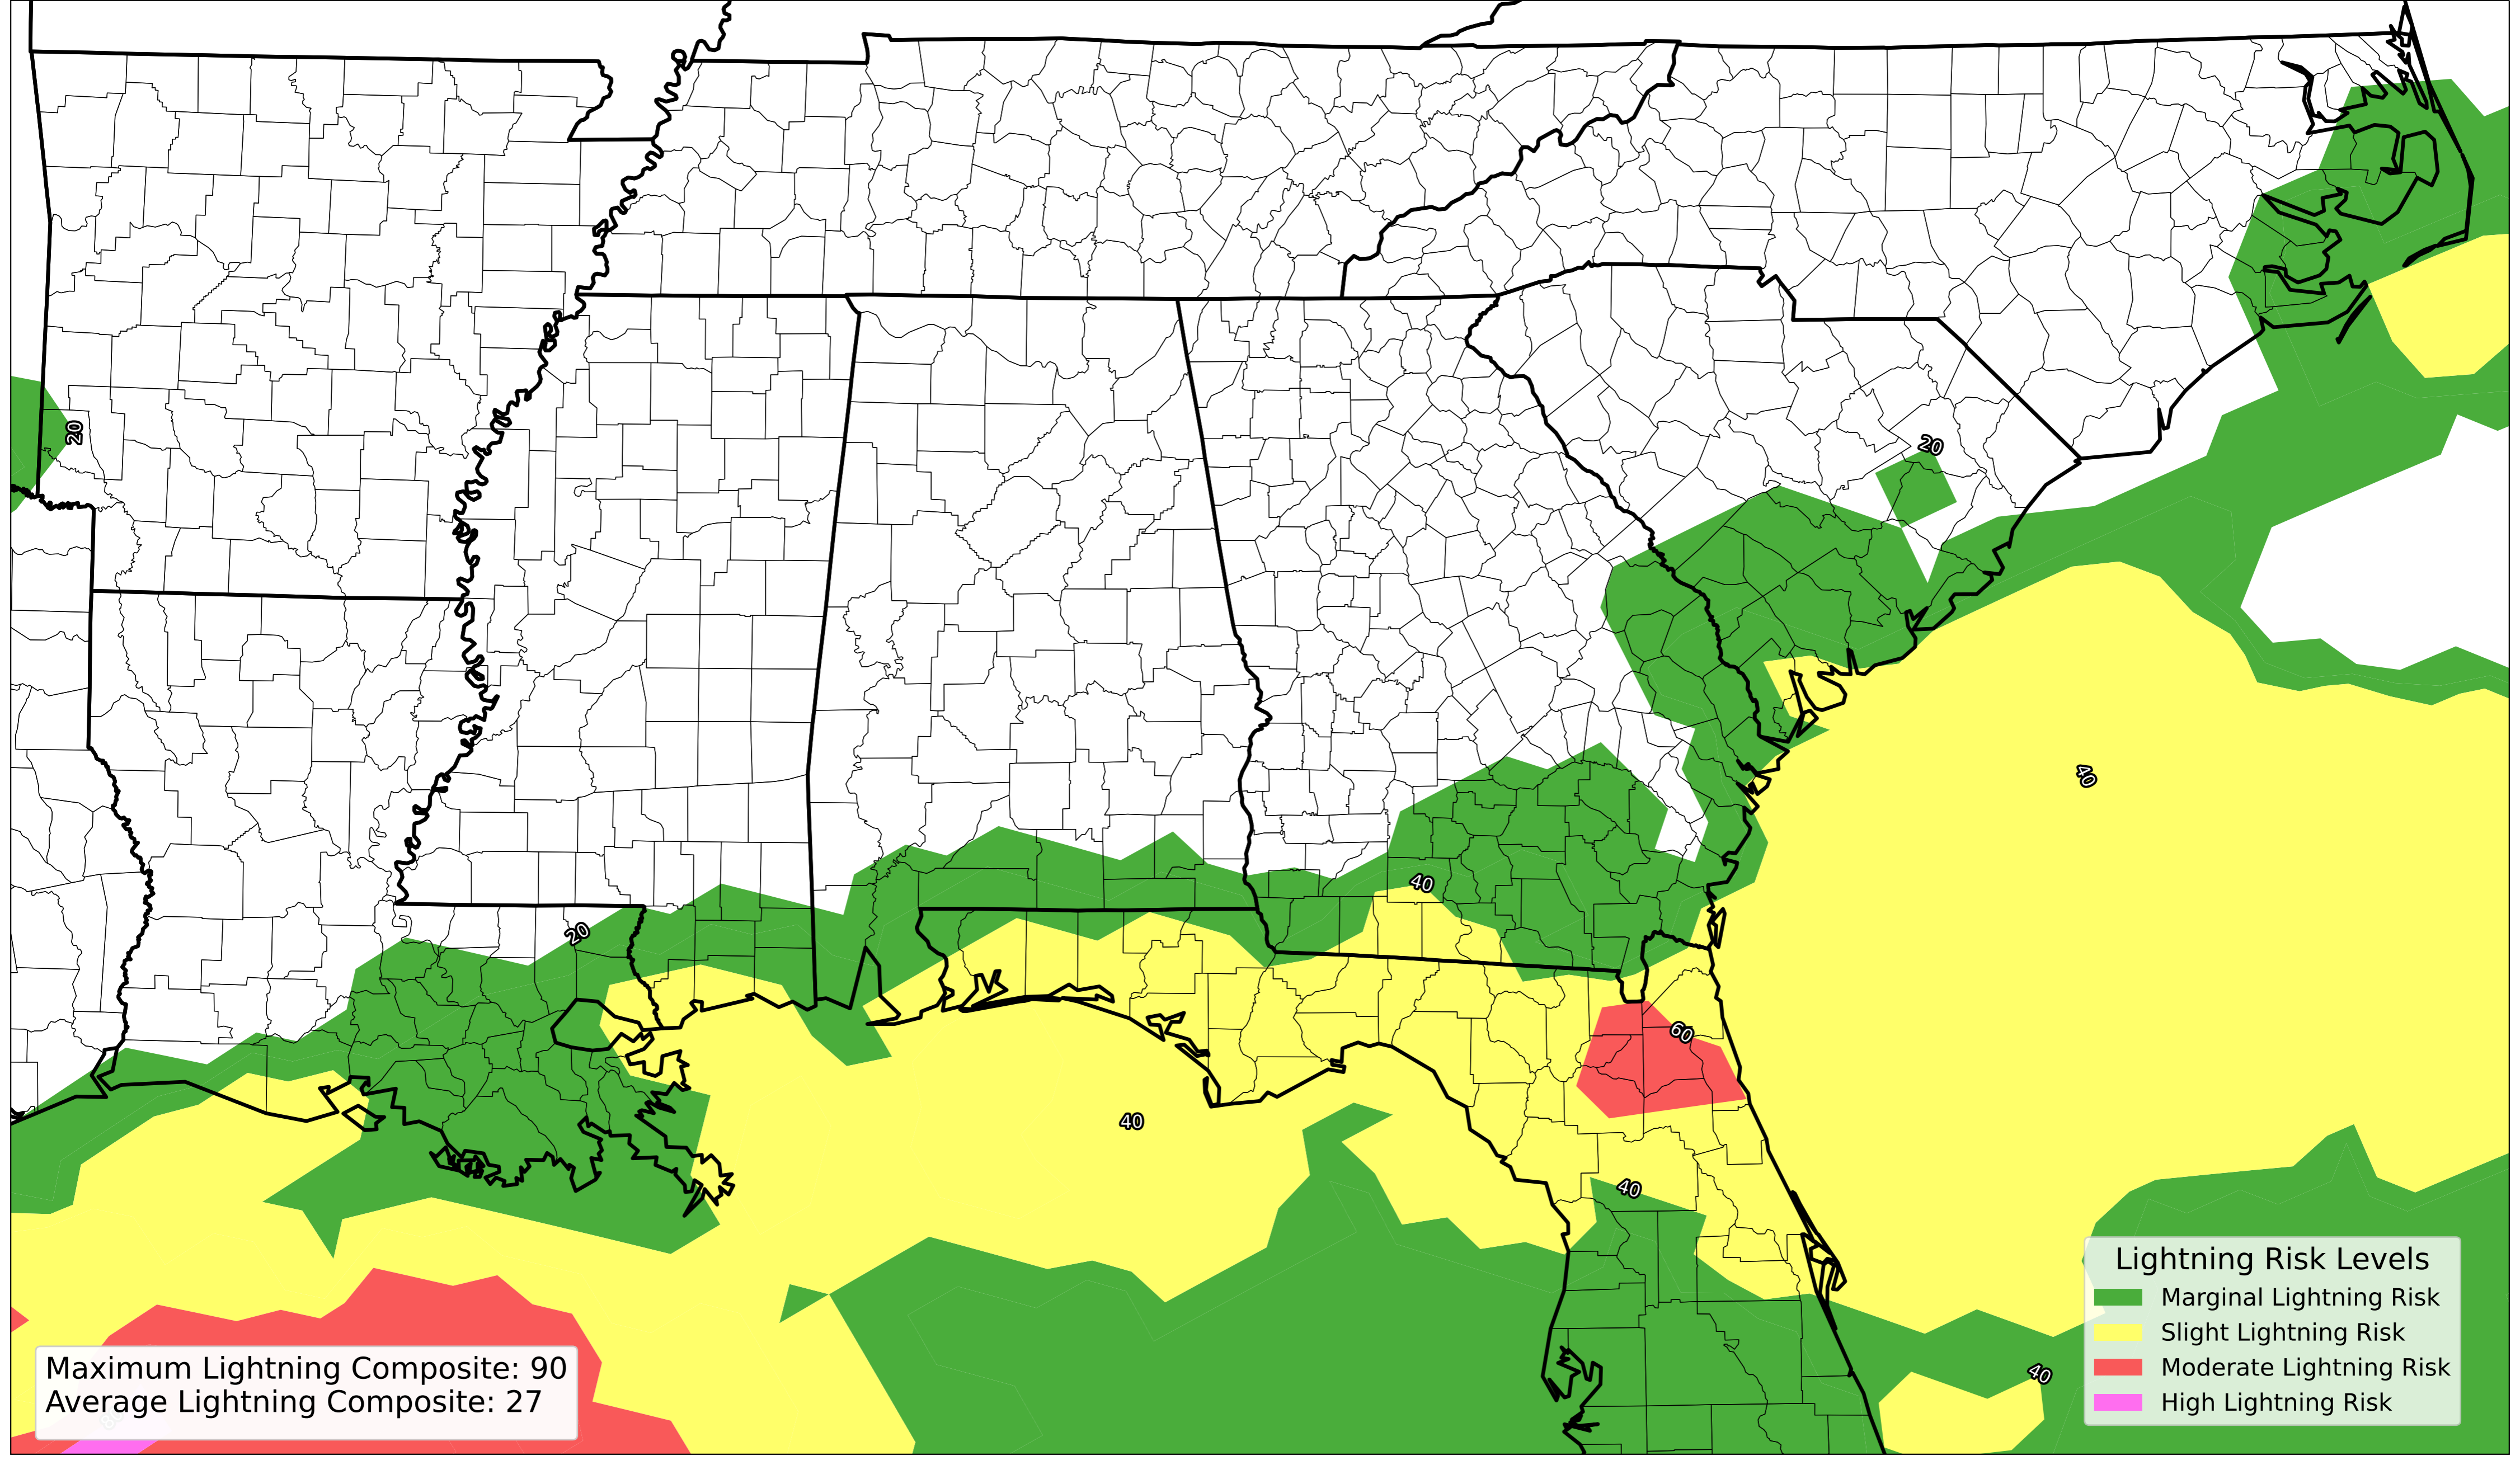 20
20
40
40
20
60
40
40
40
Maximum Lightning Composite: 90
Average Lightning Composite: 27
Lightning Risk Levels
Marginal Lightning Risk
Slight Lightning Risk
Moderate Lightning Risk
High Lightning Risk